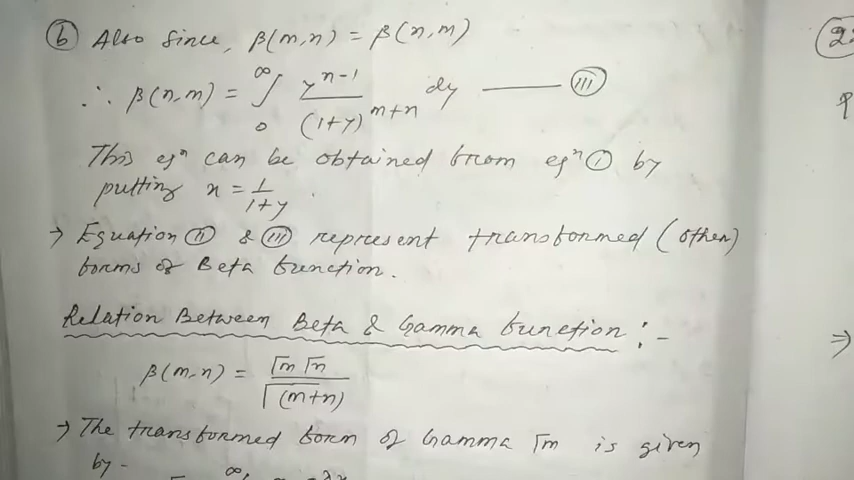 (b) Also Since, β(m,n) = β(n,m)
∴ β(n,m) = ∫₀^∞ y^(n-1) / (1+y)^(m+n) dy —— (III)
This eqⁿ can be obtained from eqⁿ (I) by
putting x = 1/(1+y).
→ Equation (II) & (III) represent transformed (other)
forms of Beta function.
Relation Between Beta & Gamma function :-
β(m,n) = Γm Γn / Γ(m+n)
→ The transformed form of Gamma Γm is given
by -